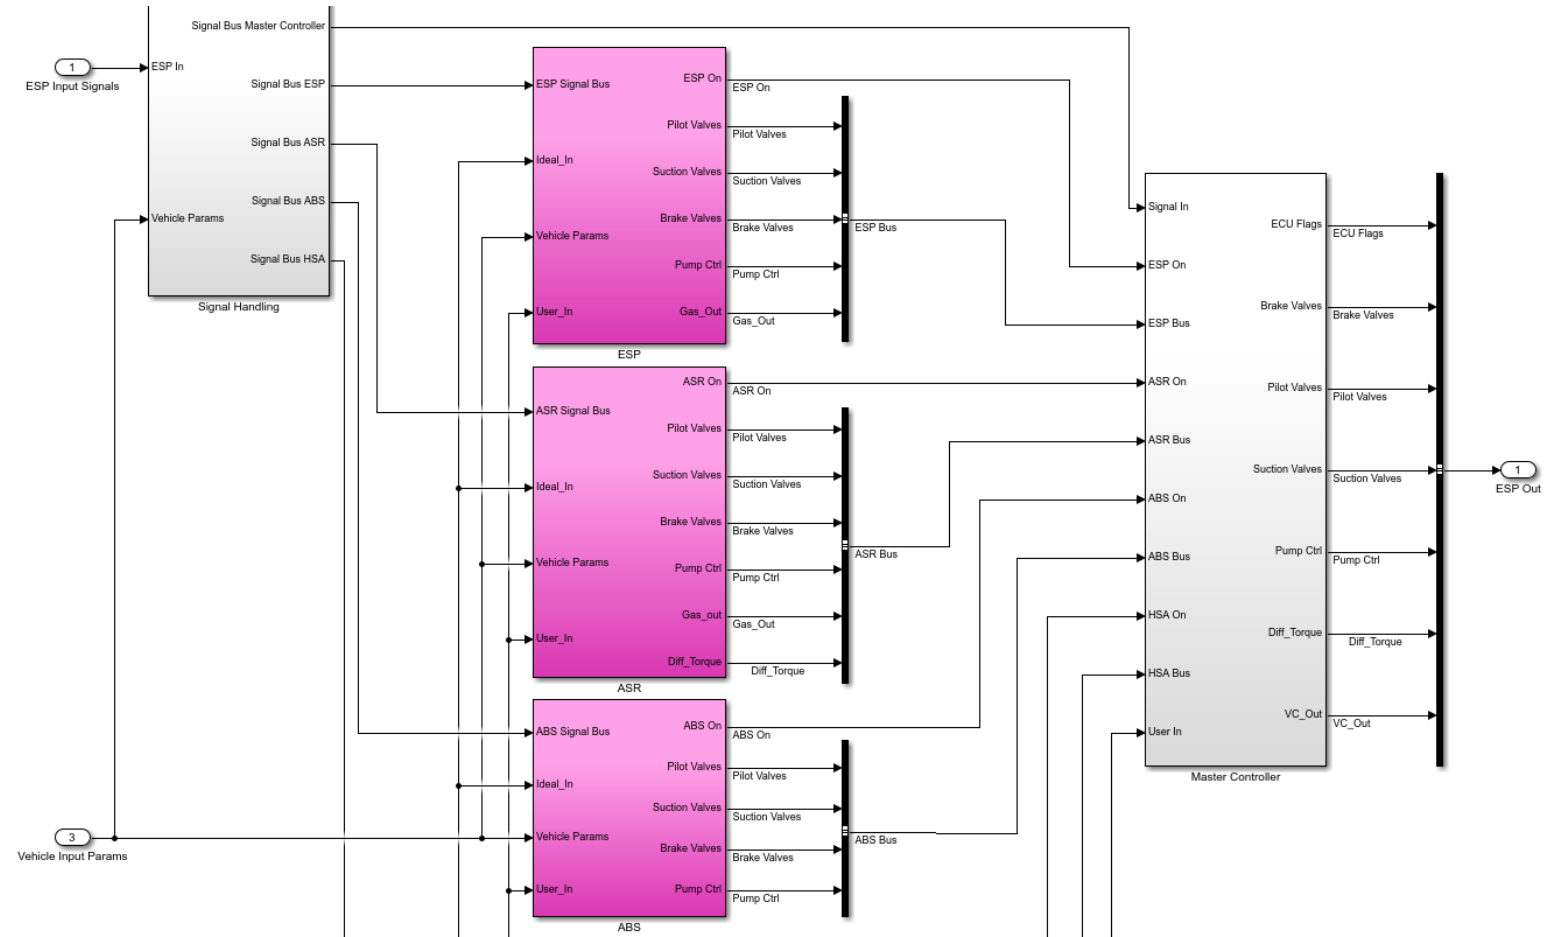 Signal Bus Master Controller
1
ESP Input Signals
ESP In
Signal Bus ESP
Signal Bus ASR
Signal Bus ABS
Vehicle Params
Signal Bus HSA
Signal Handling
ESP Signal Bus
Ideal_In
Vehicle Params
User_In
ESP On
Pilot Valves
Suction Valves
Brake Valves
Pump Ctrl
Gas_Out
ESP
ESP On
Pilot Valves
Suction Valves
Brake Valves
Pump Ctrl
Gas_Out
ESP Bus
ASR Signal Bus
Ideal_In
Vehicle Params
User_In
ASR On
Pilot Valves
Suction Valves
Brake Valves
Pump Ctrl
Gas_out
Diff_Torque
ASR
ASR On
Pilot Valves
Suction Valves
Brake Valves
Pump Ctrl
Gas_Out
Diff_Torque
ASR Bus
3
Vehicle Input Params
ABS Signal Bus
Ideal_In
Vehicle Params
User_In
ABS On
Pilot Valves
Suction Valves
Brake Valves
Pump Ctrl
ABS
ABS On
Pilot Valves
Suction Valves
Brake Valves
Pump Ctrl
ABS Bus
Signal In
ESP On
ESP Bus
ASR On
ASR Bus
ABS On
ABS Bus
HSA On
HSA Bus
User In
ECU Flags
Brake Valves
Pilot Valves
Suction Valves
Pump Ctrl
Diff_Torque
VC_Out
Master Controller
ECU Flags
Brake Valves
Pilot Valves
Suction Valves
Pump Ctrl
Diff_Torque
VC_Out
1
ESP Out